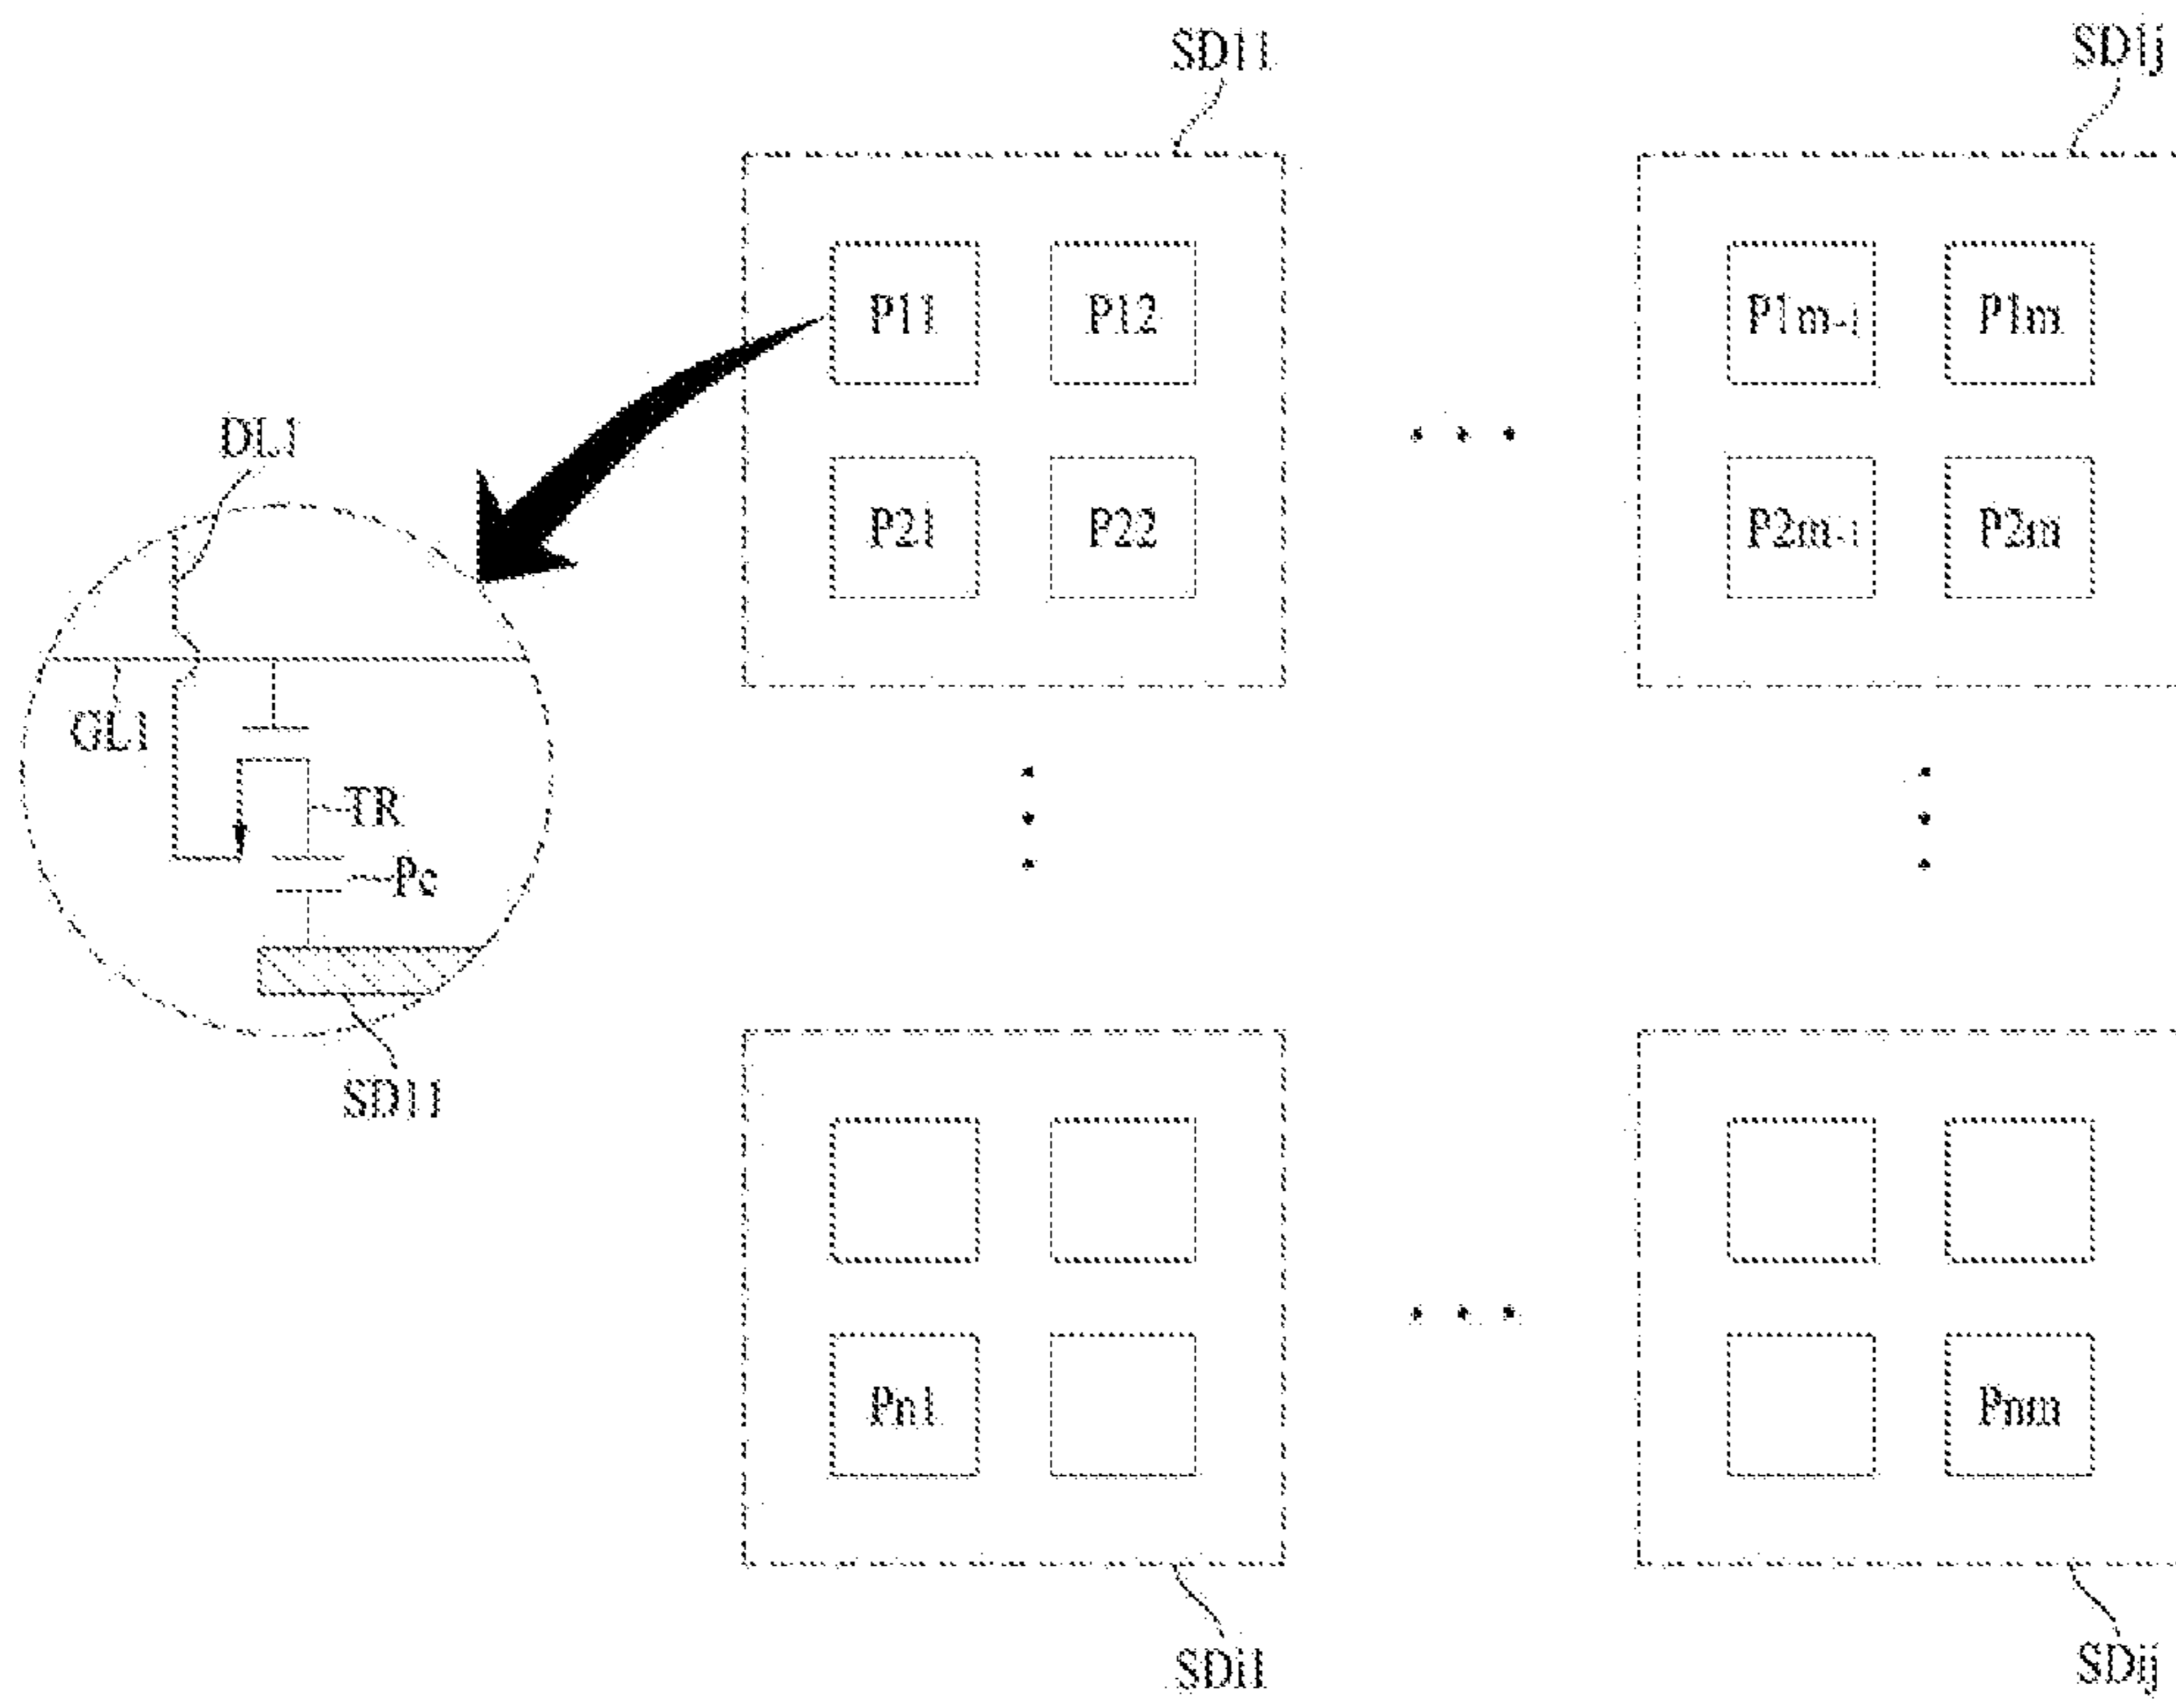 SD11
SD1j
P11
P12
P1m-1
P1m
DL1
P21
P22
P2m-1
P2m
GL1
TR
Pc
SD11
Pn1
Pnm
SDi1
SDij